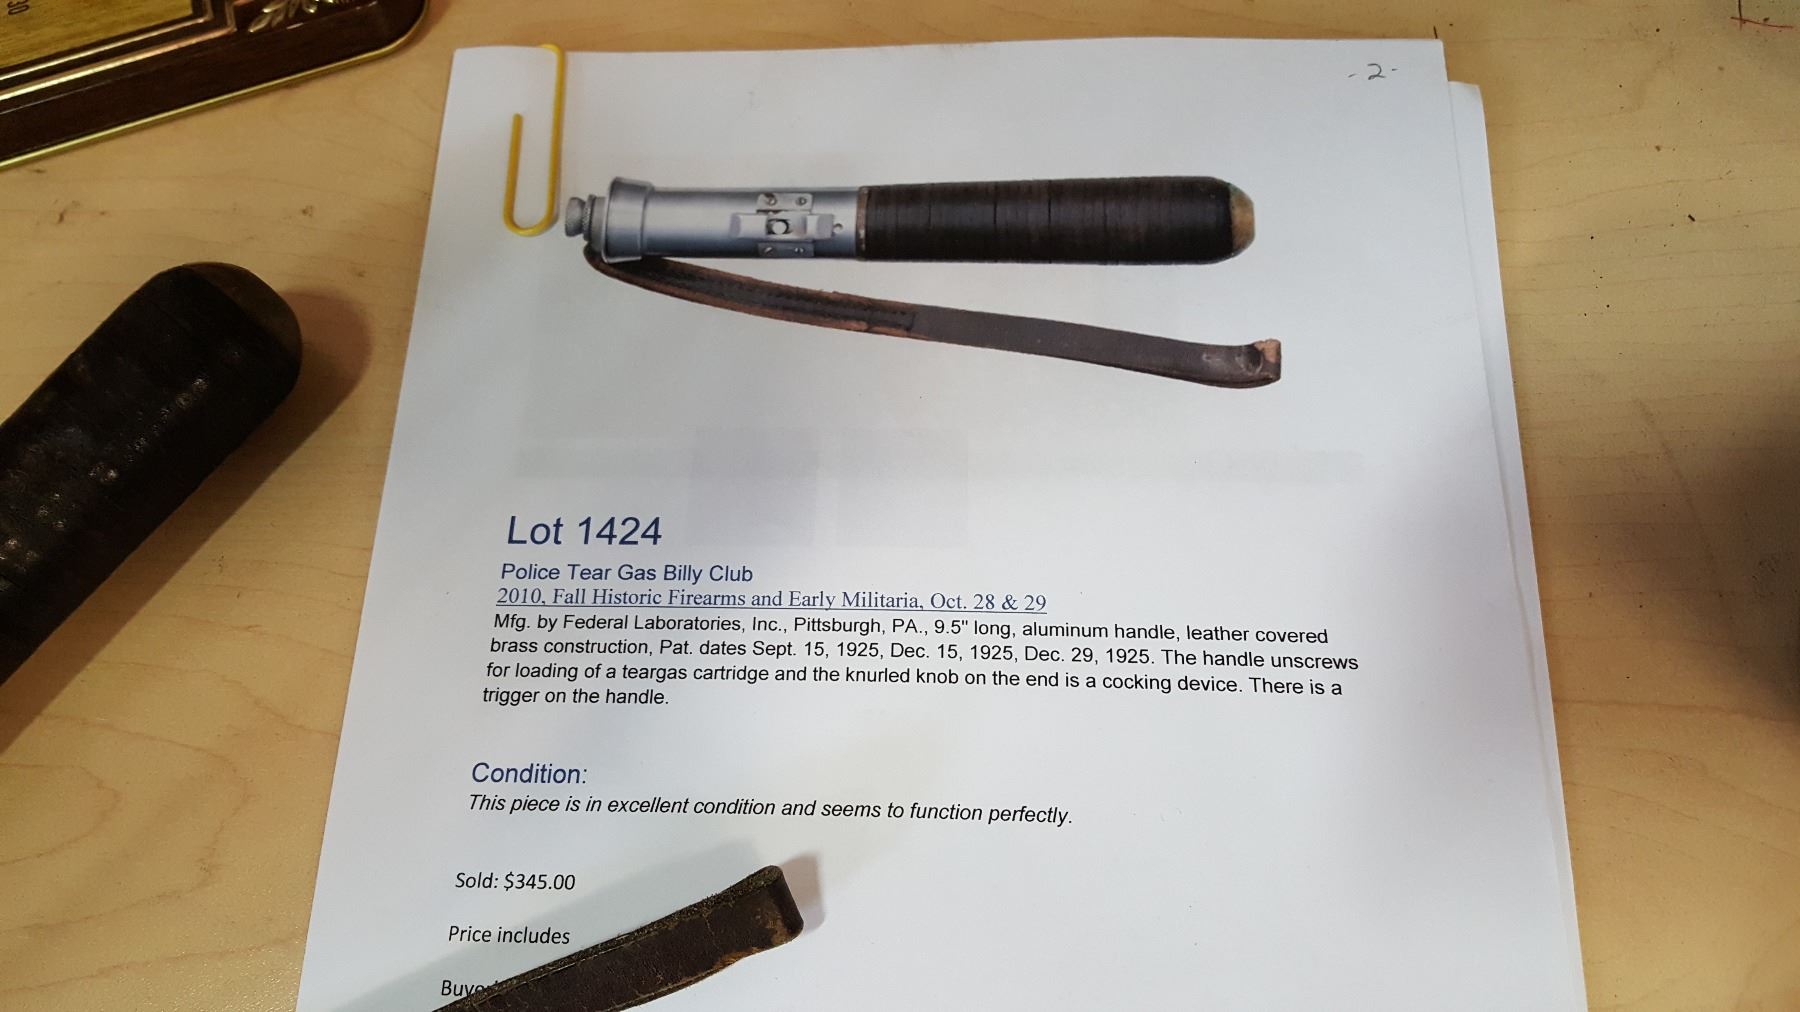 -2-
Lot 1424
Police Tear Gas Billy Club
2010, Fall Historic Firearms and Early Militaria, Oct. 28 & 29
Mfg. by Federal Laboratories, Inc., Pittsburgh, PA., 9.5" long, aluminum handle, leather covered
brass construction, Pat. dates Sept. 15, 1925, Dec. 15, 1925, Dec. 29, 1925. The handle unscrews
for loading of a teargas cartridge and the knurled knob on the end is a cocking device. There is a
trigger on the handle.
Condition:
This piece is in excellent condition and seems to function perfectly.
Sold: $345.00
Price includes